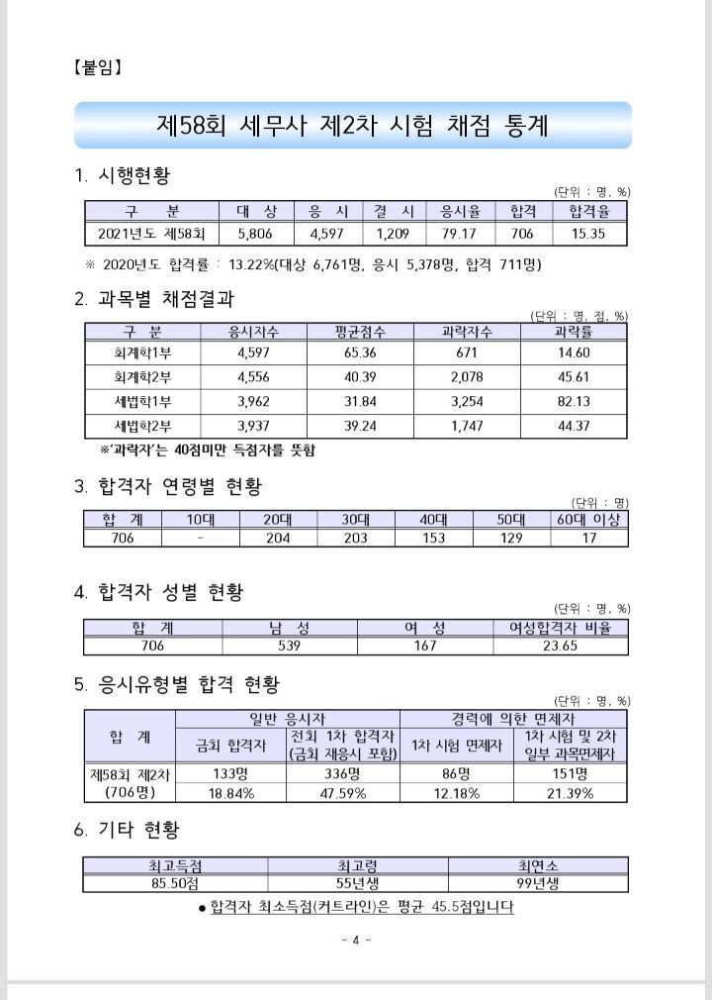 【붙임】
제58회 세무사 제2차 시험 채점 통계
1. 시행현황
(단위 : 명, %)
구 분 대 상 응 시 결 시 응시율 합격 합격율
2021년도 제58회 5,806 4,597 1,209 79.17 706 15.35
※ 2020년도 합격률 : 13.22%(대상 6,761명, 응시 5,378명, 합격 711명)
2. 과목별 채점결과
(단위 : 명, 점, %)
구 분 응시자수 평균점수 과락자수 과락률
회계학1부 4,597 65.36 671 14.60
회계학2부 4,556 40.39 2,078 45.61
세법학1부 3,962 31.84 3,254 82.13
세법학2부 3,937 39.24 1,747 44.37
※'과락자'는 40점미만 득점자를 뜻함
3. 합격자 연령별 현황
(단위 : 명)
합 계 10대 20대 30대 40대 50대 60대 이상
706 - 204 203 153 129 17
4. 합격자 성별 현황
(단위 : 명, %)
합 계 남 성 여 성 여성합격자 비율
706 539 167 23.65
5. 응시유형별 합격 현황
(단위 : 명, %)
합 계 일반 응시자 경력에 의한 면제자
금회 합격자 전회 1차 합격자 1차 시험 면제자 1차 시험 및 2차
(금회 재응시 포함) 일부 과목면제자
제58회 제2차 133명 336명 86명 151명
(706명) 18.84% 47.59% 12.18% 21.39%
6. 기타 현황
최고득점 최고령 최연소
85.50점 55년생 99년생
● 합격자 최소득점(커트라인)은 평균 45.5점입니다
- 4 -